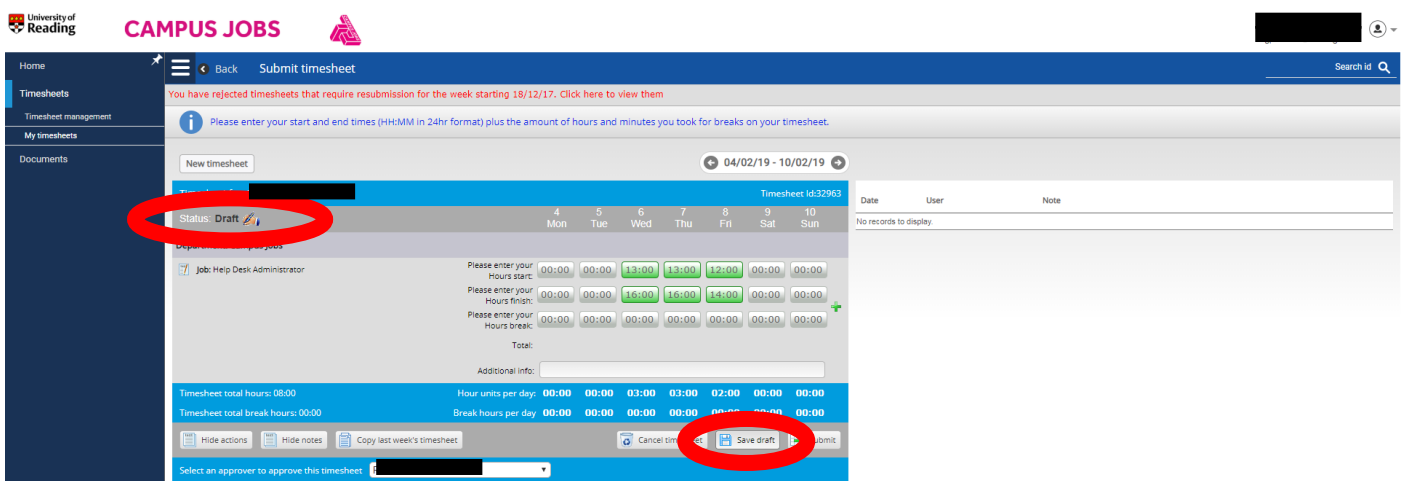 University of
Reading
CAMPUS JOBS
Home
Back Submit timesheet
Search id
Timesheets
You have rejected timesheets that require resubmission for the week starting 18/12/17. Click here to view them
Timesheet management
My timesheets
Please enter your start and end times (HH:MM in 24hr format) plus the amount of hours and minutes you took for breaks on your timesheet.
Documents
New timesheet
04/02/19 - 10/02/19
Timesheet Id:32963
Date User Note
Status: Draft
4 5 6 7 8 9 10
Mon Tue Wed Thu Fri Sat Sun
No records to display.
Job: Help Desk Administrator
Please enter your
Hours start: 00:00 00:00 13:00 13:00 12:00 00:00 00:00
Please enter your
Hours finish: 00:00 00:00 16:00 16:00 14:00 00:00 00:00
Please enter your
Hours break: 00:00 00:00 00:00 00:00 00:00 00:00 00:00
Total:
Additional info:
Timesheet total hours: 08:00 Hour units per day: 00:00 00:00 03:00 03:00 02:00 00:00 00:00
Timesheet total break hours: 00:00 Break hours per day 00:00 00:00 00:00 00:00 00:00 00:00 00:00
Hide actions Hide notes Copy last week's timesheet Cancel timesheet Save draft Submit
Select an approver to approve this timesheet